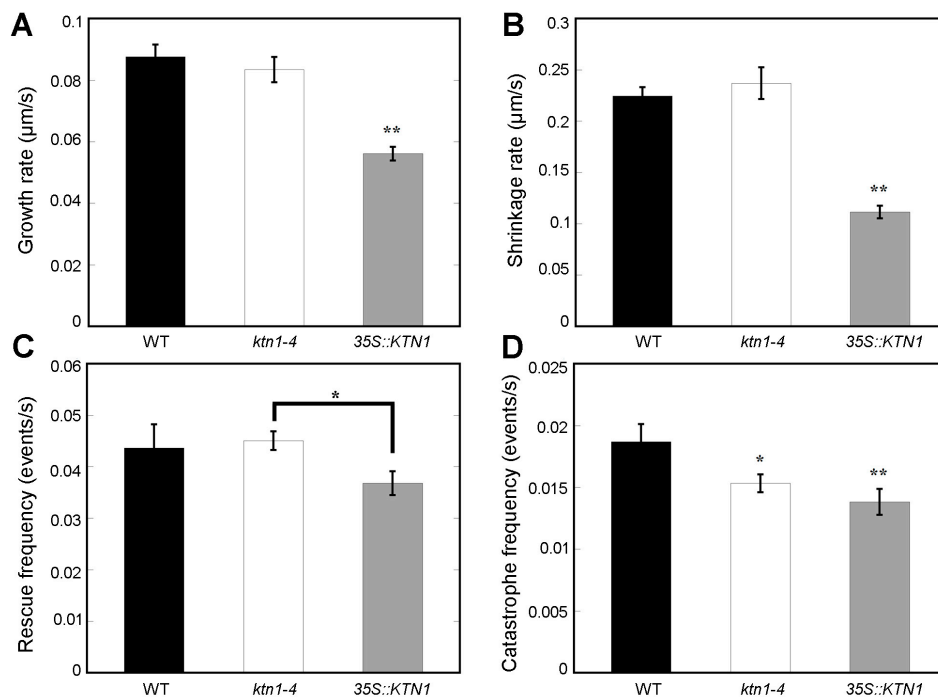 A
Growth rate (µm/s)
0.1
0.08
0.06
0.04
0.02
0
**
WT
ktn1-4
35S::KTN1
B
Shrinkage rate (µm/s)
0.3
0.25
0.2
0.15
0.1
0.05
0
**
WT
ktn1-4
35S::KTN1
C
Rescue frequency (events/s)
0.06
0.05
0.04
0.03
0.02
0.01
0
*
WT
ktn1-4
35S::KTN1
D
Catastrophe frequency (events/s)
0.025
0.02
0.015
0.01
0.005
0
*
**
WT
ktn1-4
35S::KTN1